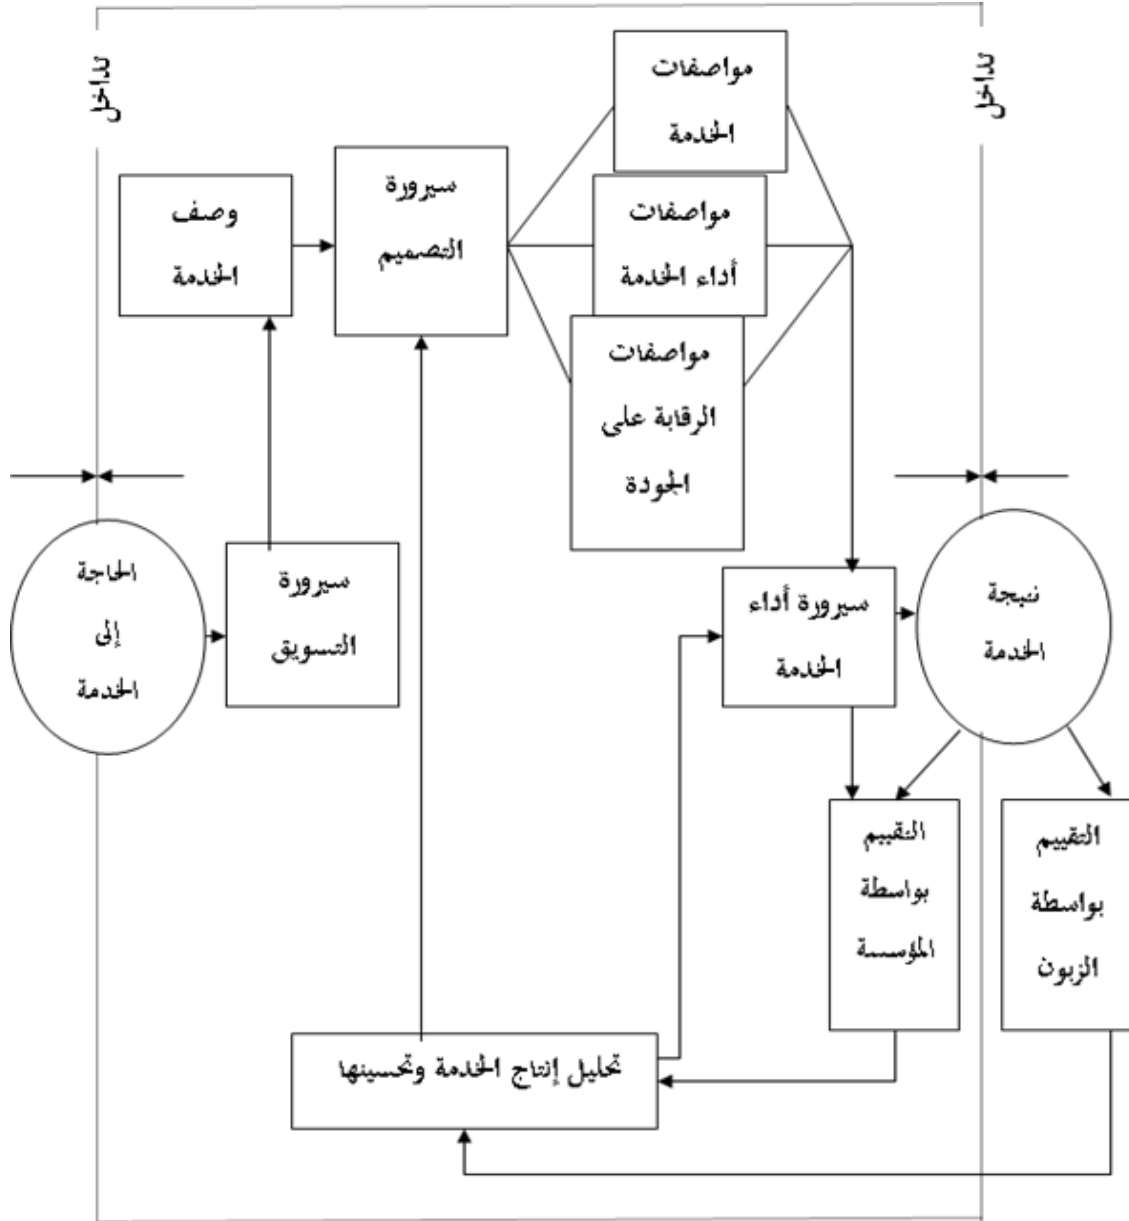 تداخل
تداخل
مواصفات
الخدمة
سيرورة
التصميم
وصف
الخدمة
مواصفات
أداء الخدمة
مواصفات
الرقابة على
الجودة
الحاجة
إلى
الخدمة
سيرورة
التسويق
سيرورة أداء
الخدمة
نتيجة
الخدمة
التقييم
بواسطة
المؤسسة
التقييم
بواسطة
الزبون
تحليل إنتاج الخدمة وتحسينها